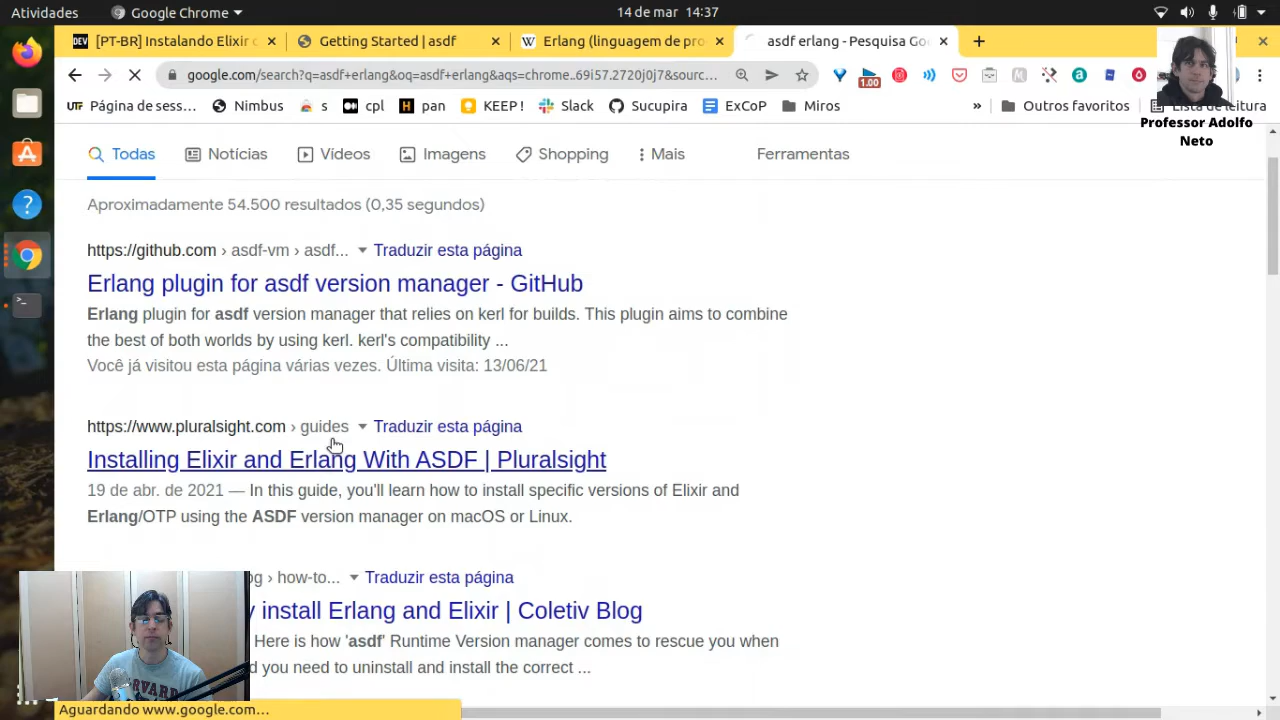 Atividades
Google Chrome
14 de mar 14:37
[PT-BR] Instalando Elixir c
Getting Started | asdf
Erlang (linguagem de pro
asdf erlang - Pesquisa Goo
google.com/search?q=asdf+erlang&oq=asdf+erlang&aqs=chrome..69i57.2720j0j7&sourc...
1.00
Página de sess...
Nimbus
s
cpl
pan
KEEP!
Slack
Sucupira
ExCoP
Miros
»
Outros favoritos
Lista de leitura
Professor Adolfo
Neto
Todas
Notícias
Vídeos
Imagens
Shopping
Mais
Ferramentas
Aproximadamente 54.500 resultados (0,35 segundos)
https://github.com › asdf-vm › asdf...
Traduzir esta página
Erlang plugin for asdf version manager - GitHub
Erlang plugin for asdf version manager that relies on kerl for builds. This plugin aims to combine
the best of both worlds by using kerl. kerl's compatibility ...
Você já visitou esta página várias vezes. Última visita: 13/06/21
https://www.pluralsight.com › guides
Traduzir esta página
Installing Elixir and Erlang With ASDF | Pluralsight
19 de abr. de 2021 — In this guide, you'll learn how to install specific versions of Elixir and
Erlang/OTP using the ASDF version manager on macOS or Linux.
og › how-to...
Traduzir esta página
y install Erlang and Elixir | Coletiv Blog
Here is how 'asdf' Runtime Version manager comes to rescue you when
d you need to uninstall and install the correct ...
HARVARD
Aguardando www.google.com...